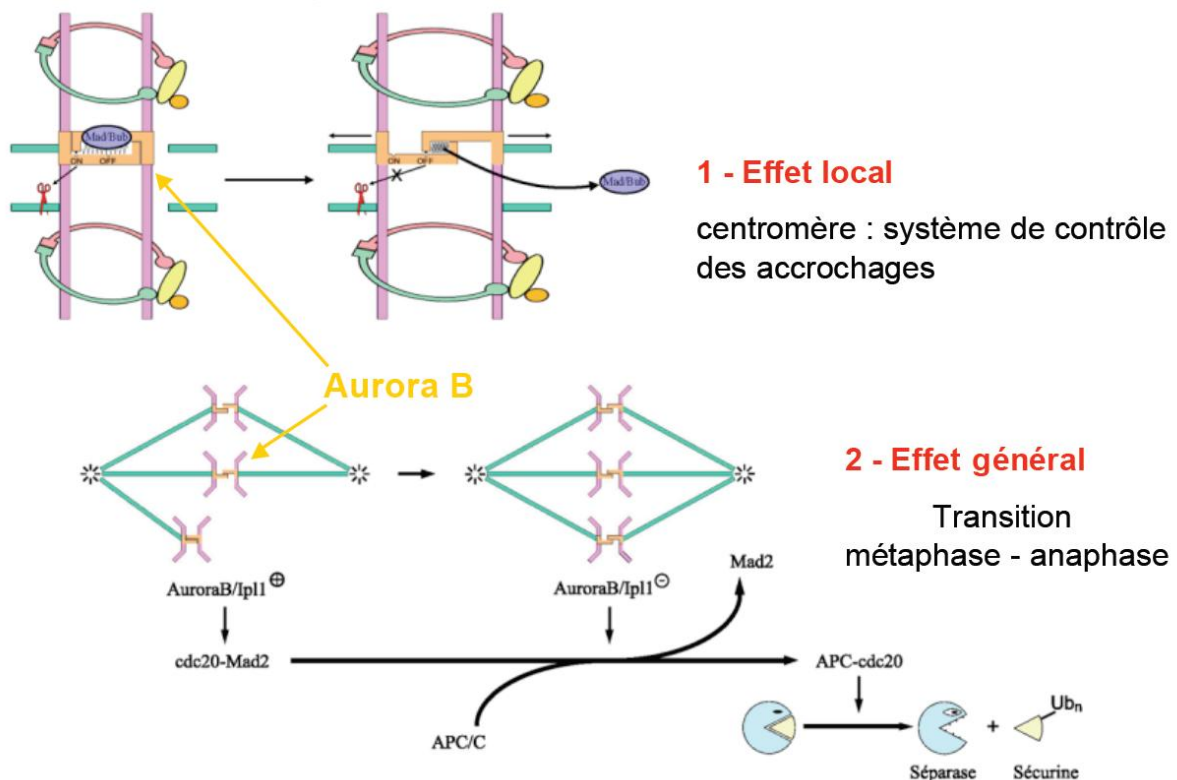 Mad/Bub
ON OFF
ON OFF
X
Mad/Bub
1 - Effet local
centromère : système de contrôle
des accrochages
Aurora B
2 - Effet général
Transition
métaphase - anaphase
AuroraB/Ipl1⊕
AuroraB/Ipl1⊖
Mad2
cdc20-Mad2
APC-cdc20
APC/C
+
Ubn
Séparase
Sécurine